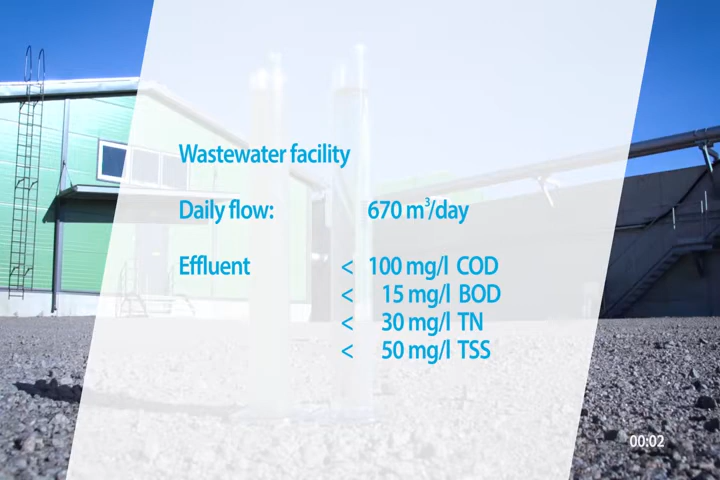 Wastewater facility
Daily flow: 670 m³/day
Effluent < 100 mg/l COD
< 15 mg/l BOD
< 30 mg/l TN
< 50 mg/l TSS
00:02